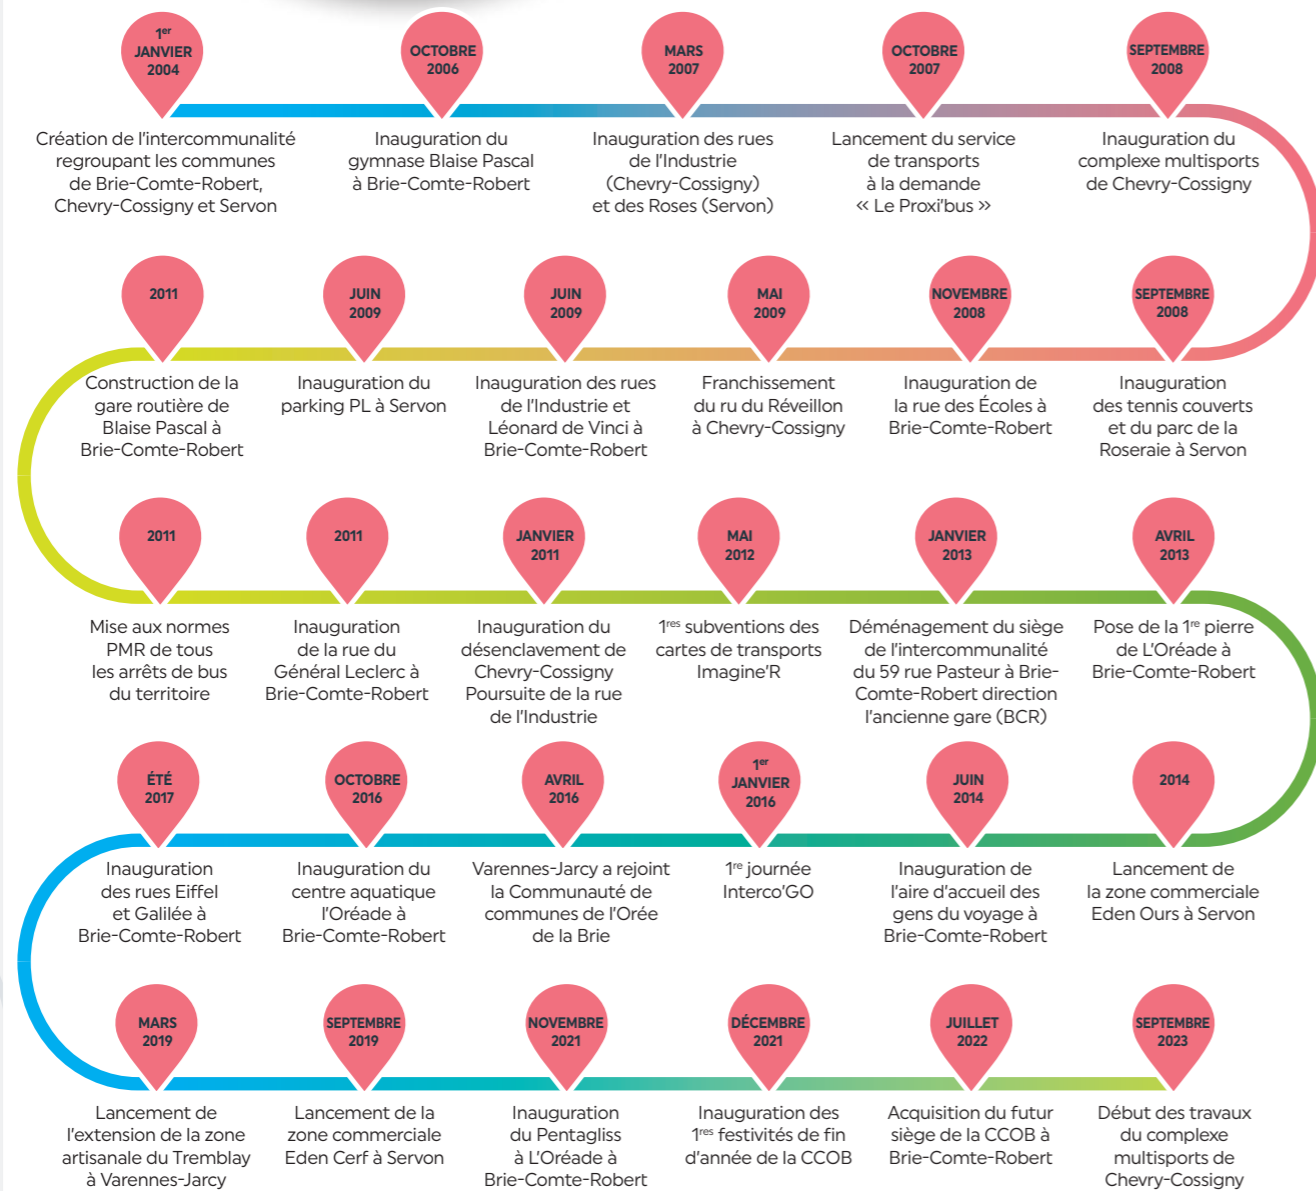 1er
JANVIER
2004
Création de l'intercommunalité
regroupant les communes
de Brie-Comte-Robert,
Chevry-Cossigny et Servon
OCTOBRE
2006
Inauguration du
gymnase Blaise Pascal
à Brie-Comte-Robert
MARS
2007
Inauguration des rues
de l'Industrie
(Chevry-Cossigny)
et des Roses (Servon)
OCTOBRE
2007
Lancement du service
de transports
à la demande
« Le Proxi'bus »
SEPTEMBRE
2008
Inauguration du
complexe multisports
de Chevry-Cossigny
SEPTEMBRE
2008
Inauguration
des tennis couverts
et du parc de la
Roseraie à Servon
NOVEMBRE
2008
Inauguration de
la rue des Écoles à
Brie-Comte-Robert
MAI
2009
Franchissement
du ru du Réveillon
à Chevry-Cossigny
JUIN
2009
Inauguration des rues
de l'Industrie et
Léonard de Vinci à
Brie-Comte-Robert
JUIN
2009
Inauguration du
parking PL à Servon
2011
Construction de la
gare routière de
Blaise Pascal à
Brie-Comte-Robert
2011
Mise aux normes
PMR de tous
les arrêts de bus
du territoire
2011
Inauguration
de la rue du
Général Leclerc à
Brie-Comte-Robert
JANVIER
2011
Inauguration du
désenclavement de
Chevry-Cossigny
Poursuite de la rue
de l'Industrie
MAI
2012
1res subventions des
cartes de transports
Imagine'R
JANVIER
2013
Déménagement du siège
de l'intercommunalité
du 59 rue Pasteur à Brie-
Comte-Robert direction
l'ancienne gare (BCR)
AVRIL
2013
Pose de la 1re pierre
de L'Oréade à
Brie-Comte-Robert
2014
Lancement de
la zone commerciale
Eden Ours à Servon
JUIN
2014
Inauguration de
l'aire d'accueil des
gens du voyage à
Brie-Comte-Robert
1er
JANVIER
2016
1re journée
Interco'GO
AVRIL
2016
Varennes-Jarcy a rejoint
la Communauté de
communes de l'Orée
de la Brie
OCTOBRE
2016
Inauguration du
centre aquatique
l'Oréade à
Brie-Comte-Robert
ÉTÉ
2017
Inauguration
des rues Eiffel
et Galilée à
Brie-Comte-Robert
MARS
2019
Lancement de
l'extension de la zone
artisanale du Tremblay
à Varennes-Jarcy
SEPTEMBRE
2019
Lancement de la
zone commerciale
Eden Cerf à Servon
NOVEMBRE
2021
Inauguration
du Pentagliss
à L'Oréade à
Brie-Comte-Robert
DÉCEMBRE
2021
Inauguration des
1res festivités de fin
d'année de la CCOB
JUILLET
2022
Acquisition du futur
siège de la CCOB à
Brie-Comte-Robert
SEPTEMBRE
2023
Début des travaux
du complexe
multisports de
Chevry-Cossigny